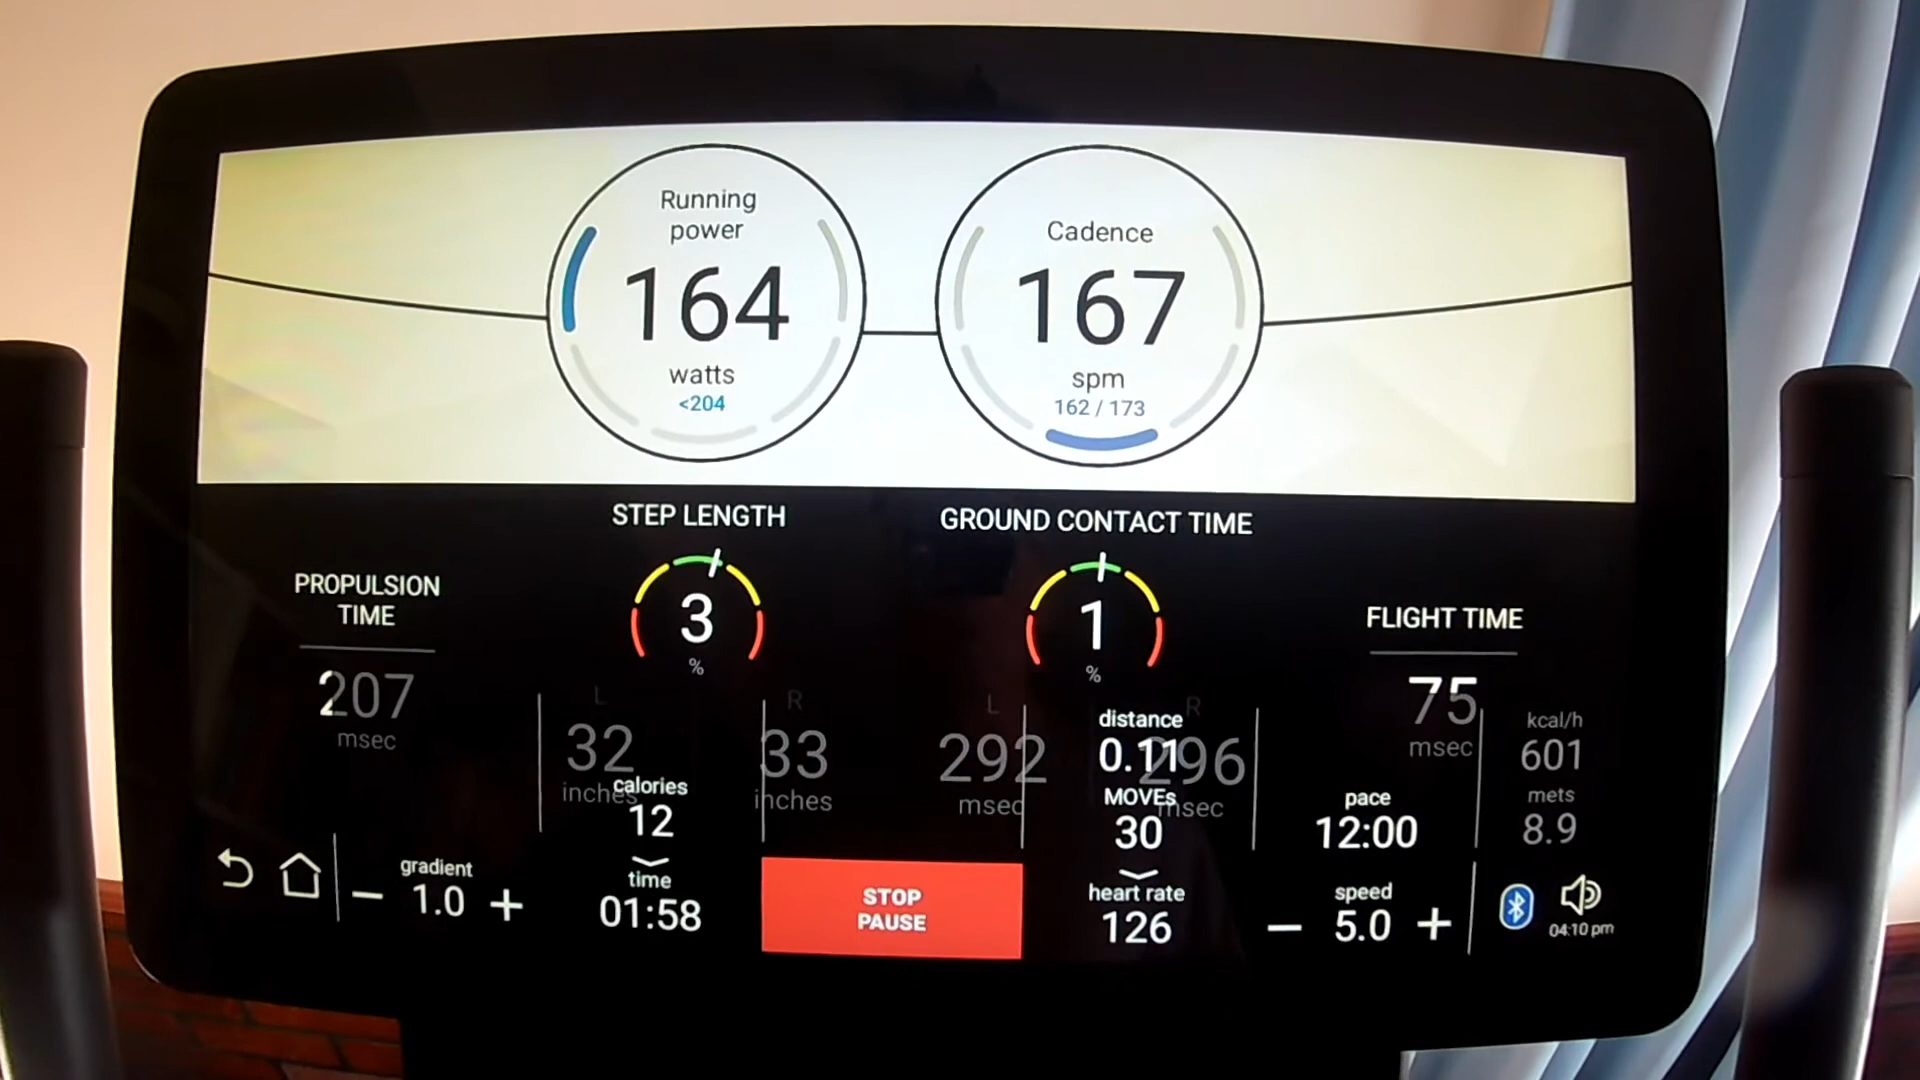 Running
power
164
watts
<204
Cadence
167
spm
162 / 173
STEP LENGTH
3
%
GROUND CONTACT TIME
1
%
PROPULSION
TIME
207
msec
FLIGHT TIME
75
msec
L
32
inches
R
33
inches
L
292
msec
R
296
msec
kcal/h
601
mets
8.9
calories
12
time
01:58
distance
0.11
MOVEs
30
heart rate
126
pace
12:00
gradient
− 1.0 +
STOP
PAUSE
speed
− 5.0 +
04:10 pm